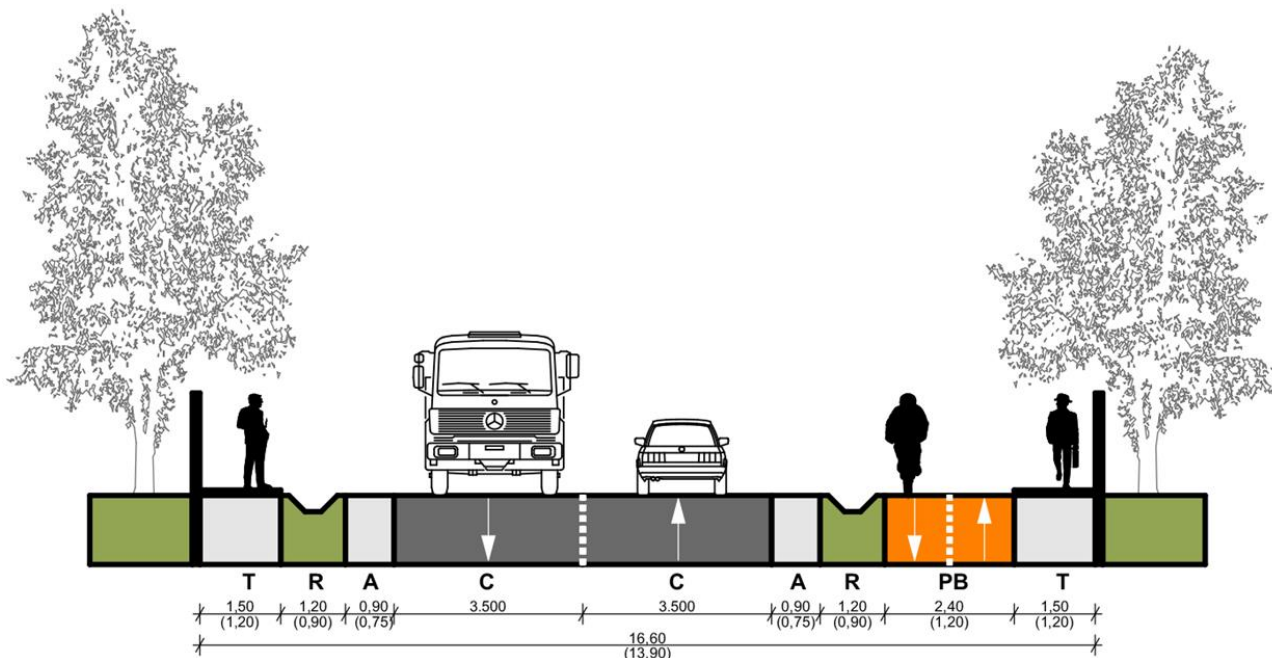 T R A C C A R PB T
1,50 1,20 0,90 3.500 3.500 0,90 1,20 2,40 1,50
(1,20) (0,90) (0,75) (0,75) (0,90) (1,20) (1,20)
16,60
(13,90)